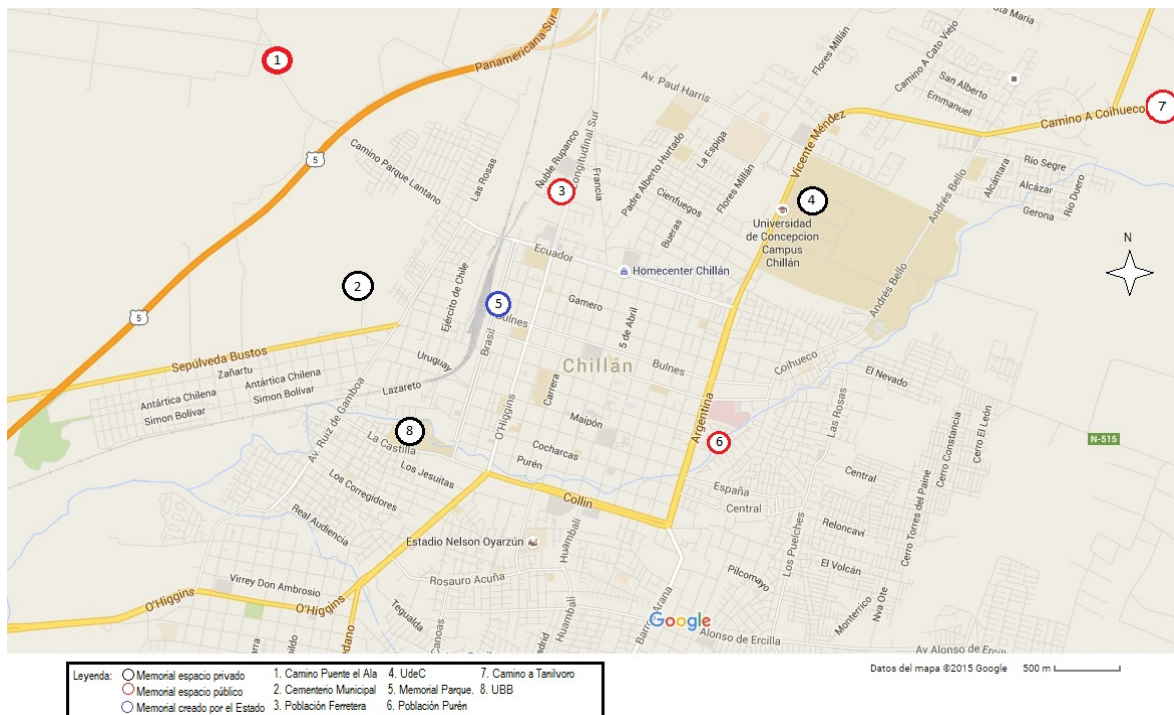 Panamericana Sur
Santa María
Flores Millán
Camino A Cato Viejo
San Alberto
Emmanuel
1
Av. Paul Harris
7
Camino A Coihueco
Vicente Méndez
5
Camino Parque Lantano
Las Rosas
Ñuble Rupanco
Longitudinal Sur
Francia
3
Padre Alberto Hurtado
La Espiga
Cienfuegos
Flores Millán
Bueras
4
Universidad
de Concepcion
Campus
Chillán
Andrés Bello
Alcántara
Río Segre
Alcázar
Gerona
Río Duero
N
Ecuador
Homecenter Chillán
2
Ejército de Chile
5
Bulnes
Gamero
5 de Abril
Andrés Bello
5
Brasil
Sepúlveda Bustos
Zañartu
Antártica Chilena
Antártica Chilena
Simon Bolívar
Simon Bolívar
Uruguay
Lazareto
Chillán
Bulnes
Coihueco
El Nevado
Carrera
O'Higgins
Maipón
Argentina
Las Rosas
Av. Ruiz de Gamboa
8
La Castilla
6
Cerro Constancia
Cerro El León
N-515
Cocharcas
Purén
Los Jesuitas
Los Corregidores
Real Audiencia
Collin
España
Central
Central
Reloncavi
Cerro Torres del Paine
Los Puelches
Estadio Nelson Oyarzún
Huambalí
El Volcán
Pilcomayo
Rosauro Acuña
Virrey Don Ambrosio
O'Higgins
O'Higgins
Tegualda
Canoas
Huambalí
Google
Monterrico
Nva Ote
Alonso de Ercilla
Av Alonso de Ercilla
Datos del mapa ©2015 Google 500 m
Leyenda: Memorial espacio privado 1. Camino Puente el Ala 4. UdeC 7. Camino a Tanilvoro
Memorial espacio público 2. Cementerio Municipal 5. Memorial Parque. 8. UBB
Memorial creado por el Estado 3. Población Ferretera 6. Población Purén